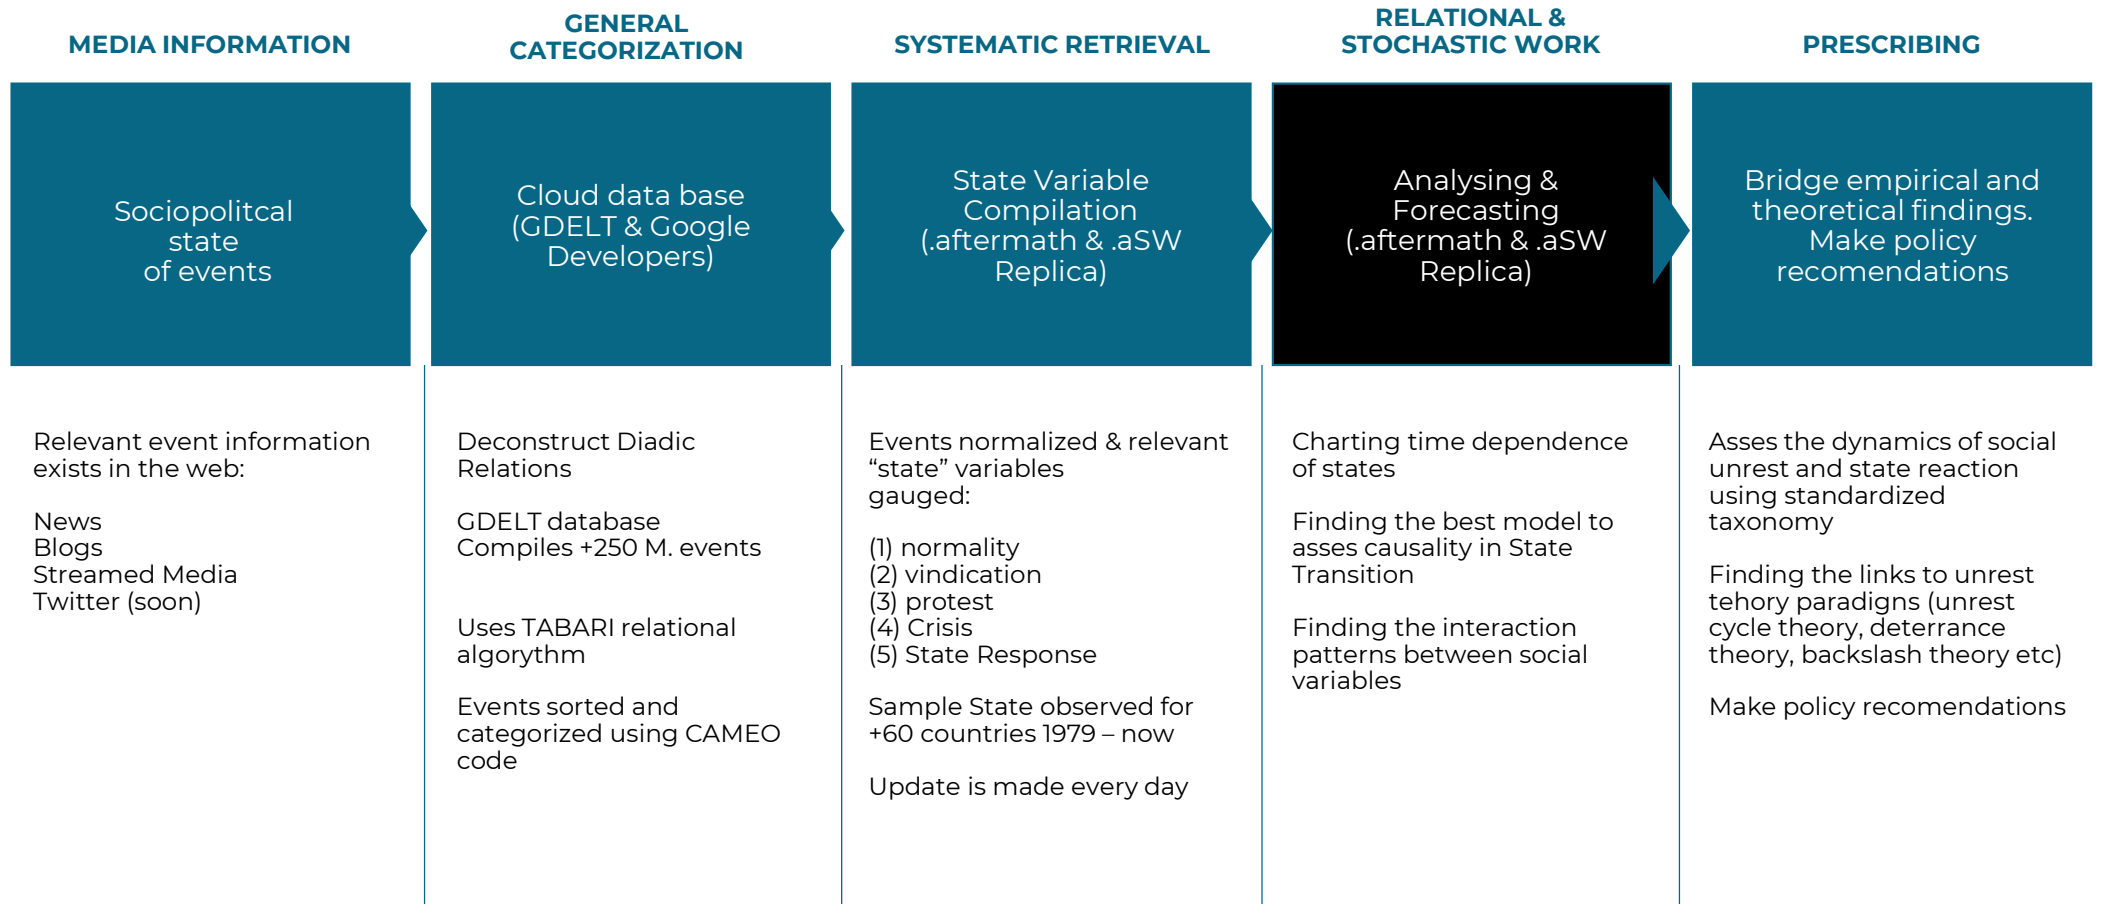 MEDIA INFORMATION
GENERAL
CATEGORIZATION
SYSTEMATIC RETRIEVAL
RELATIONAL &
STOCHASTIC WORK
PRESCRIBING
Sociopolitcal
state
of events
Cloud data base
(GDELT & Google
Developers)
State Variable
Compilation
(.aftermath & .aSW
Replica)
Analysing &
Forecasting
(.aftermath & .aSW
Replica)
Bridge empirical and
theoretical findings.
Make policy
recomendations
Relevant event information
exists in the web:
News
Blogs
Streamed Media
Twitter (soon)
Deconstruct Diadic
Relations
GDELT database
Compiles +250 M. events
Uses TABARI relational
algorythm
Events sorted and
categorized using CAMEO
code
Events normalized & relevant
“state” variables
gauged:
(1) normality
(2) vindication
(3) protest
(4) Crisis
(5) State Response
Sample State observed for
+60 countries 1979 – now
Update is made every day
Charting time dependence
of states
Finding the best model to
asses causality in State
Transition
Finding the interaction
patterns between social
variables
Asses the dynamics of social
unrest and state reaction
using standardized
taxonomy
Finding the links to unrest
tehory paradigms (unrest
cycle theory, deterrance
theory, backslash theory etc)
Make policy recomendations